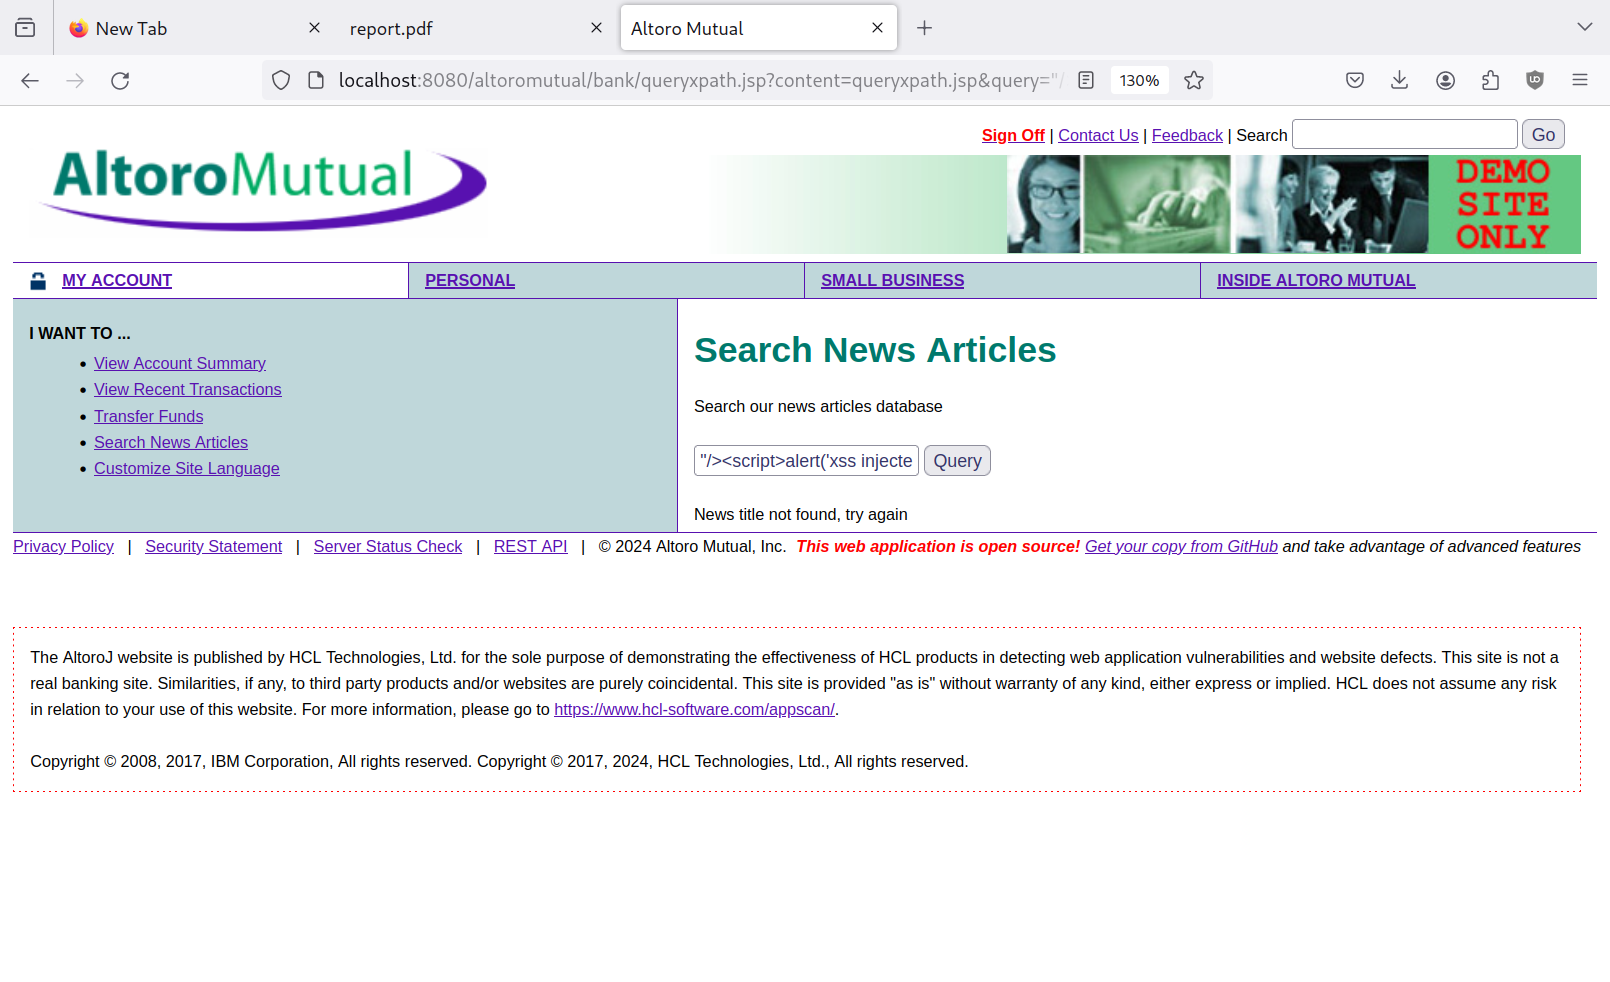 New Tab
report.pdf
Altoro Mutual
localhost:8080/altoromutual/bank/queryxpath.jsp?content=queryxpath.jsp&query="/
130%
Sign Off | Contact Us | Feedback | Search Go
AltoroMutual
DEMO
SITE
ONLY
MY ACCOUNT
PERSONAL
SMALL BUSINESS
INSIDE ALTORO MUTUAL
I WANT TO ...
• View Account Summary
• View Recent Transactions
• Transfer Funds
• Search News Articles
• Customize Site Language
Search News Articles
Search our news articles database
"/><script>alert('xss injecte Query
News title not found, try again
Privacy Policy | Security Statement | Server Status Check | REST API | © 2024 Altoro Mutual, Inc. This web application is open source! Get your copy from GitHub and take advantage of advanced features
The AltoroJ website is published by HCL Technologies, Ltd. for the sole purpose of demonstrating the effectiveness of HCL products in detecting web application vulnerabilities and website defects. This site is not a
real banking site. Similarities, if any, to third party products and/or websites are purely coincidental. This site is provided "as is" without warranty of any kind, either express or implied. HCL does not assume any risk
in relation to your use of this website. For more information, please go to https://www.hcl-software.com/appscan/.
Copyright © 2008, 2017, IBM Corporation, All rights reserved. Copyright © 2017, 2024, HCL Technologies, Ltd., All rights reserved.